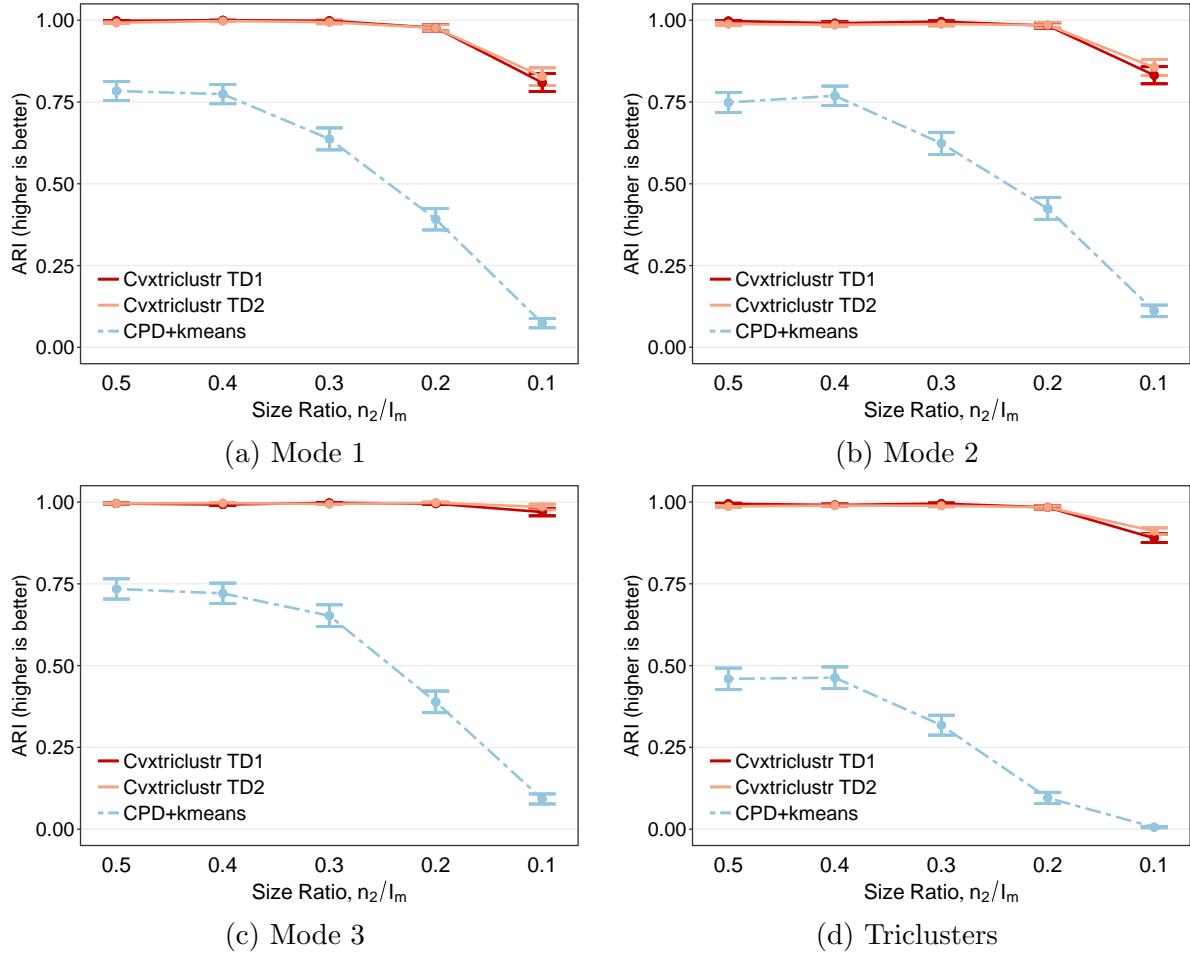 1.00
0.75
0.50
0.25
0.00
ARI (higher is better)
Cvxtriclustr TD1
Cvxtriclustr TD2
CPD+kmeans
0.5 0.4 0.3 0.2 0.1
Size Ratio, n₂/Iₘ
(a) Mode 1
1.00
0.75
0.50
0.25
0.00
ARI (higher is better)
Cvxtriclustr TD1
Cvxtriclustr TD2
CPD+kmeans
0.5 0.4 0.3 0.2 0.1
Size Ratio, n₂/Iₘ
(b) Mode 2
1.00
0.75
0.50
0.25
0.00
ARI (higher is better)
Cvxtriclustr TD1
Cvxtriclustr TD2
CPD+kmeans
0.5 0.4 0.3 0.2 0.1
Size Ratio, n₂/Iₘ
(c) Mode 3
1.00
0.75
0.50
0.25
0.00
ARI (higher is better)
Cvxtriclustr TD1
Cvxtriclustr TD2
CPD+kmeans
0.5 0.4 0.3 0.2 0.1
Size Ratio, n₂/Iₘ
(d) Triclusters